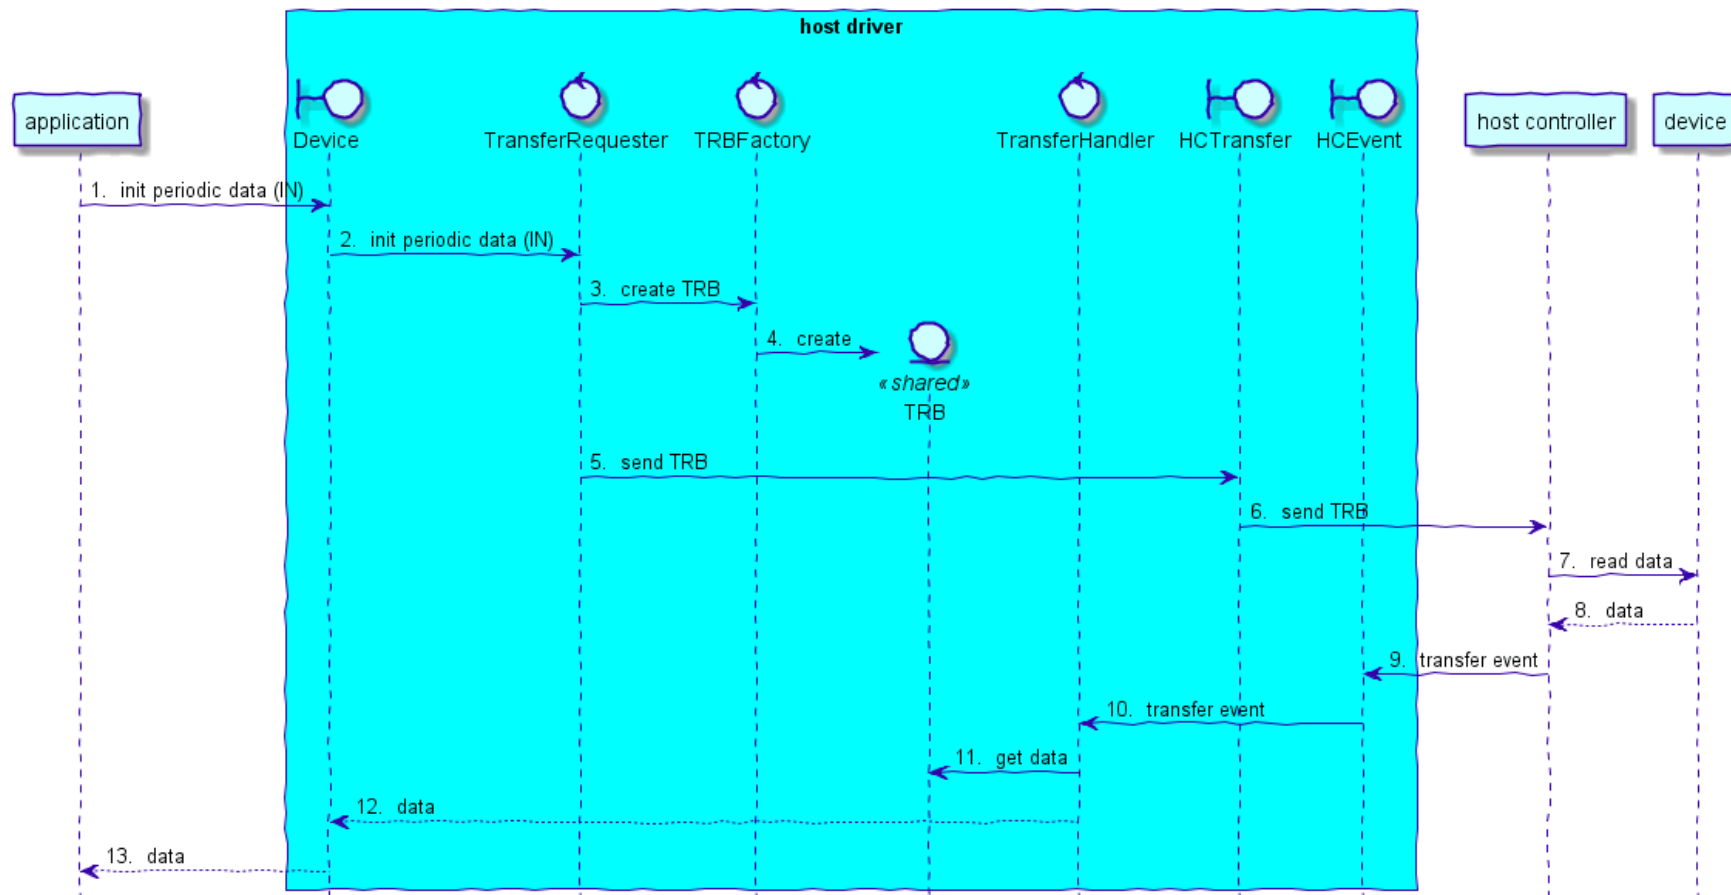 host driver
application
Device
TransferRequester
TRBFactory
TransferHandler
HCTransfer
HCEvent
host controller
device
1. init periodic data (IN)
2. init periodic data (IN)
3. create TRB
4. create
«shared»
TRB
5. send TRB
6. send TRB
7. read data
8. data
9. transfer event
10. transfer event
11. get data
12. data
13. data